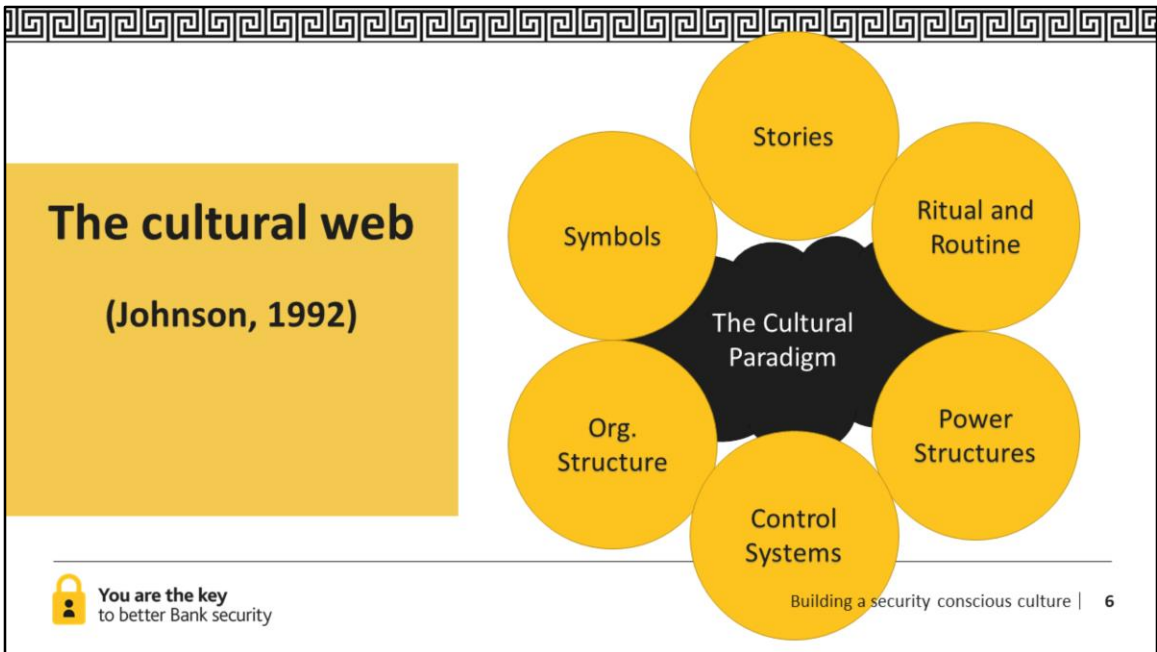 The cultural web
(Johnson, 1992)
Stories
Symbols
Ritual and
Routine
The Cultural
Paradigm
Org.
Structure
Power
Structures
Control
Systems
You are the key
to better Bank security
Building a security conscious culture | 6